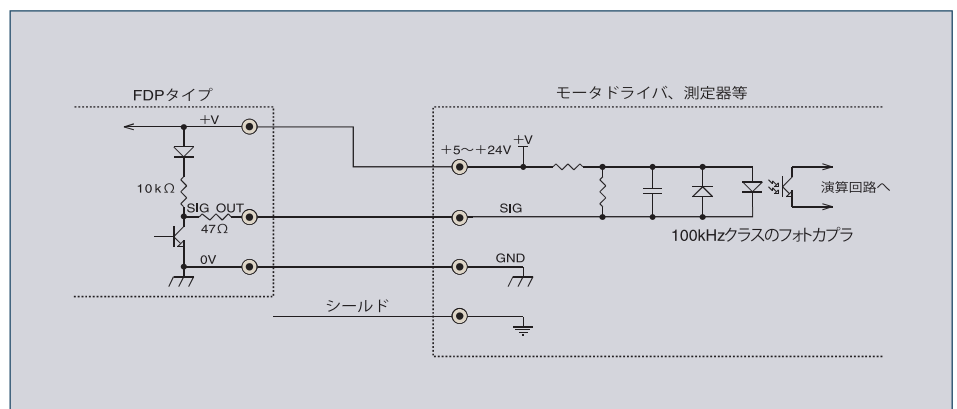 FDPタイプ
モータドライバ、測定器等
+V
+5～+24V
+V
10kΩ
SIG OUT
47Ω
SIG
演算回路へ
100kHzクラスのフォトカプラ
0V
GND
シールド